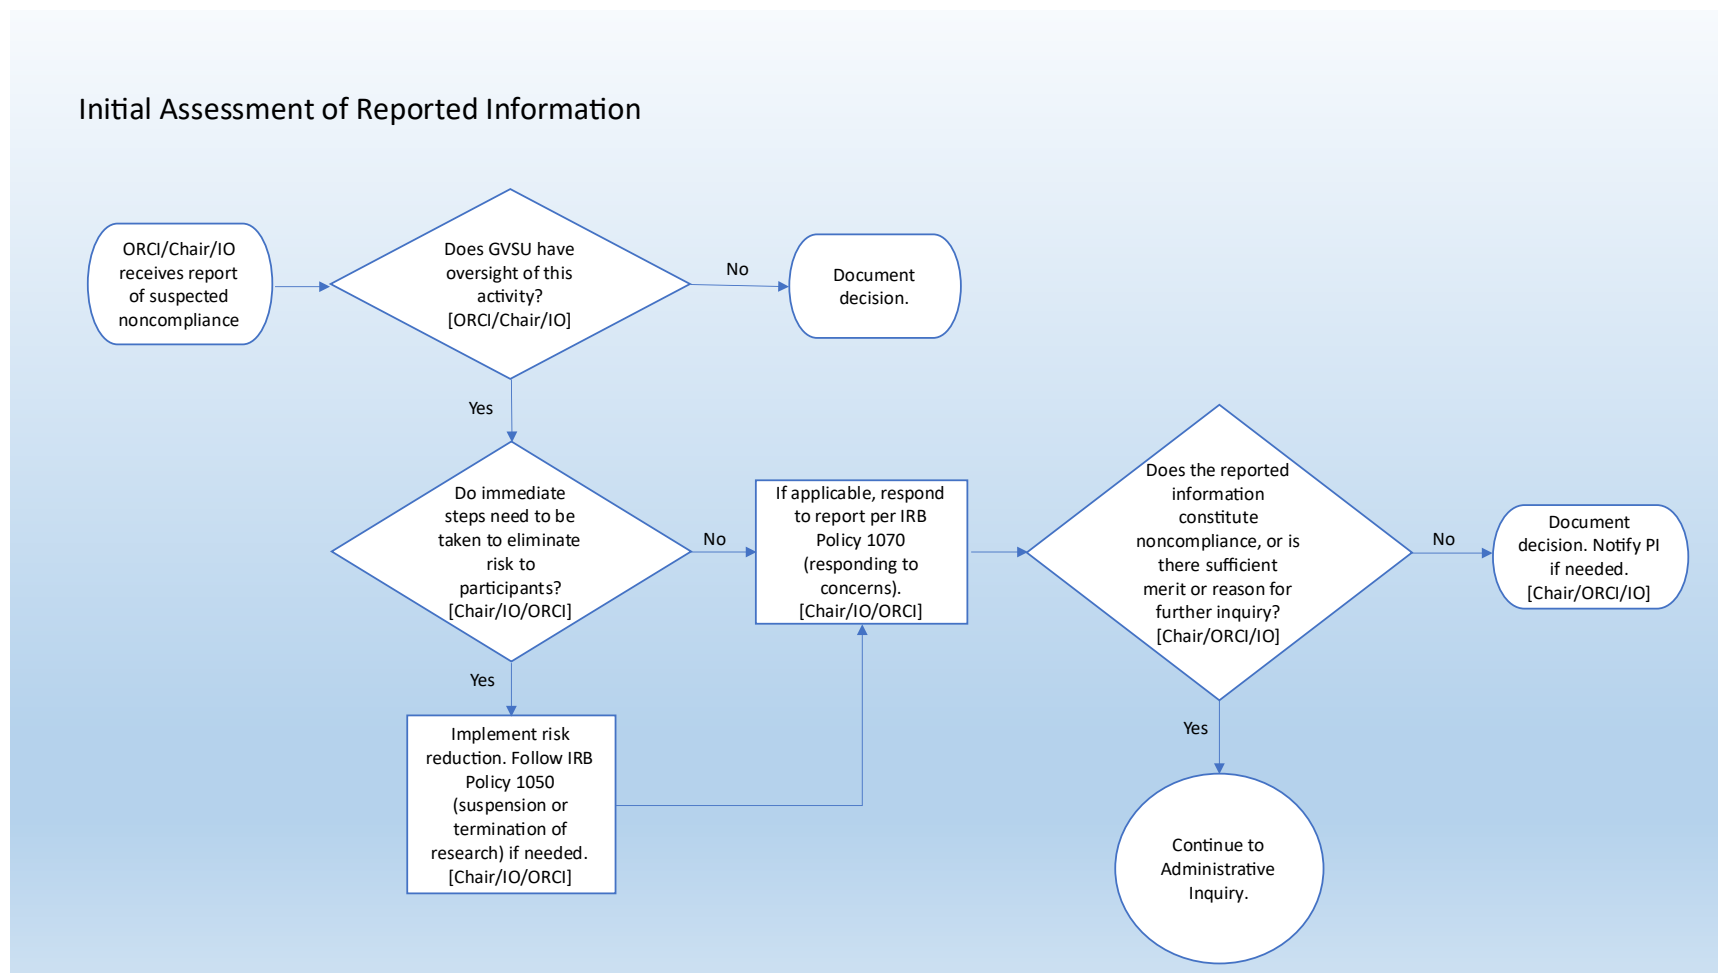 Initial Assessment of Reported Information
ORCI/Chair/IO
receives report
of suspected
noncompliance
Does GVSU have
oversight of this
activity?
[ORCI/Chair/IO]
No
Document
decision.
Yes
Do immediate
steps need to be
taken to eliminate
risk to
participants?
[Chair/IO/ORCI]
No
If applicable, respond
to report per IRB
Policy 1070
(responding to
concerns).
[Chair/IO/ORCI]
Does the reported
information
constitute
noncompliance, or is
there sufficient
merit or reason for
further inquiry?
[Chair/ORCI/IO]
No
Document
decision. Notify PI
if needed.
[Chair/ORCI/IO]
Yes
Implement risk
reduction. Follow IRB
Policy 1050
(suspension or
termination of
research) if needed.
[Chair/IO/ORCI]
Yes
Continue to
Administrative
Inquiry.